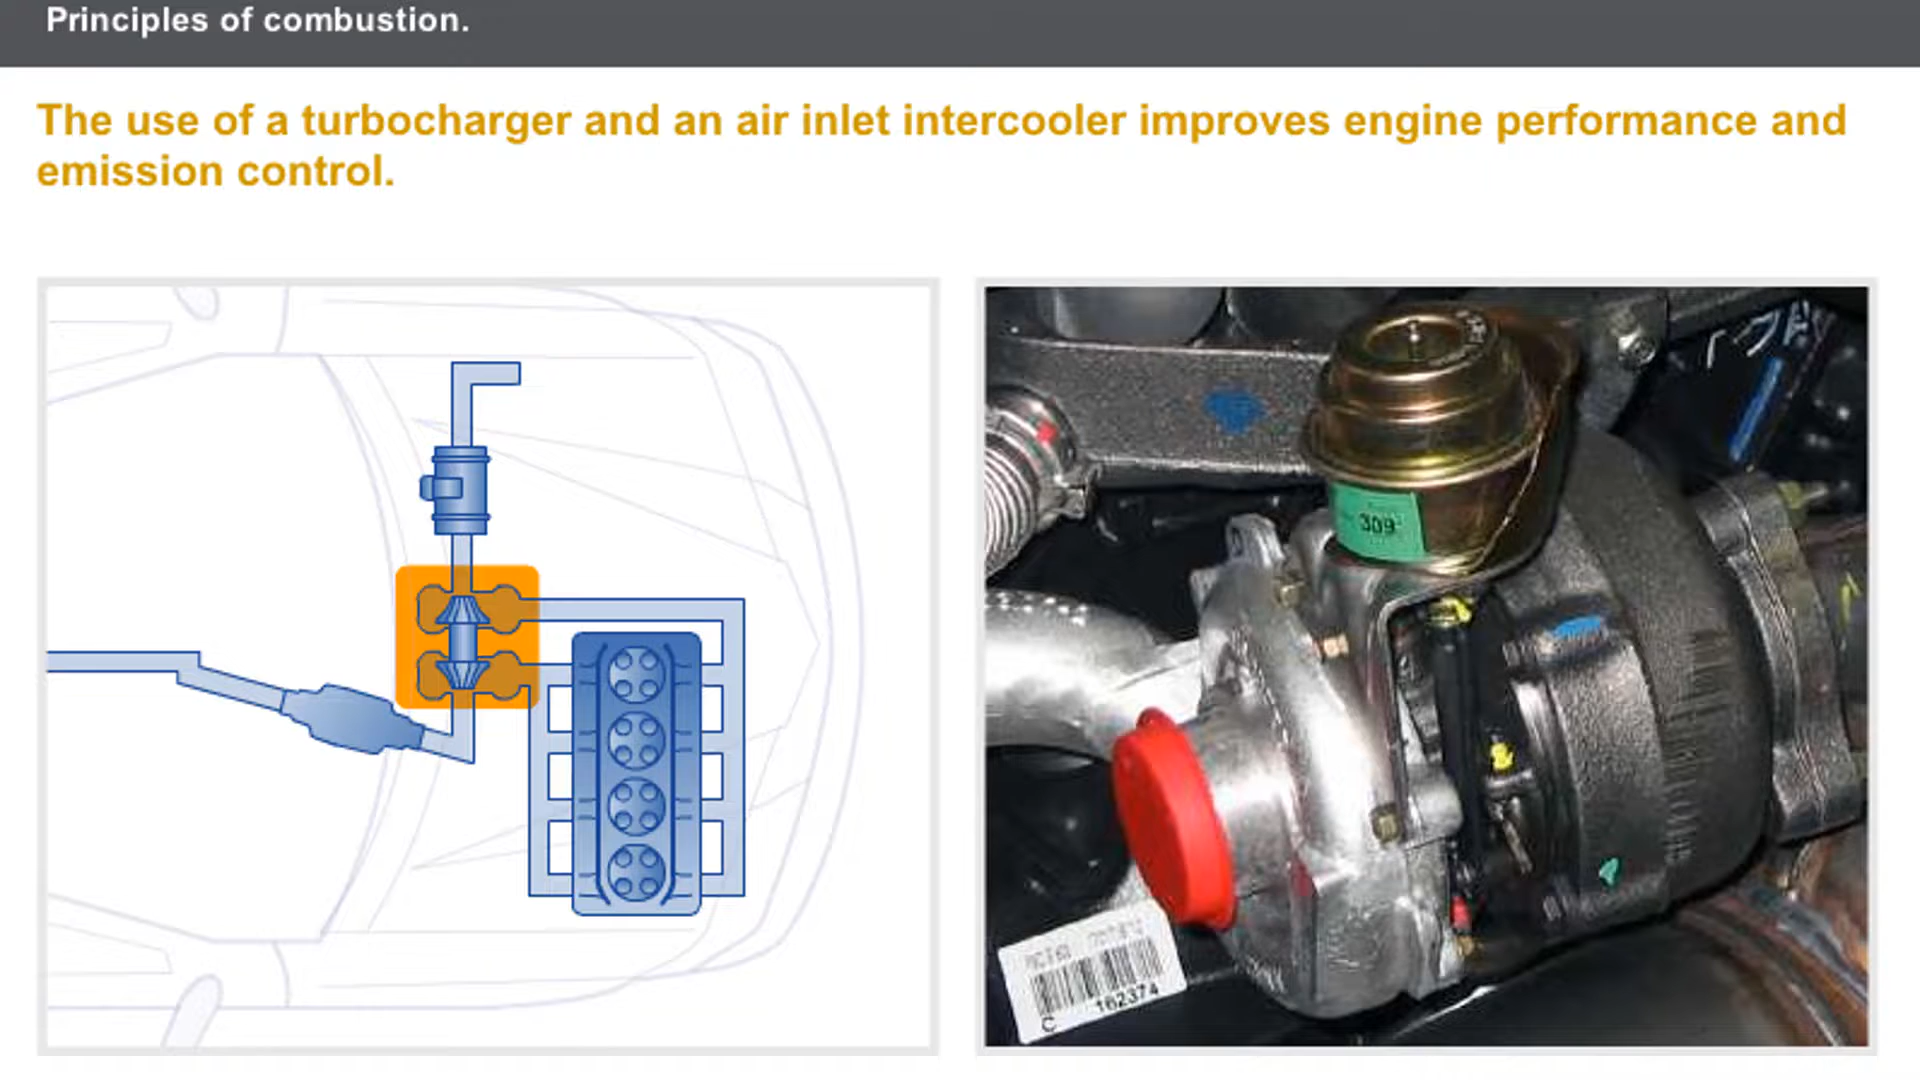 Principles of combustion.
The use of a turbocharger and an air inlet intercooler improves engine performance and
emission control.
309
162374
C